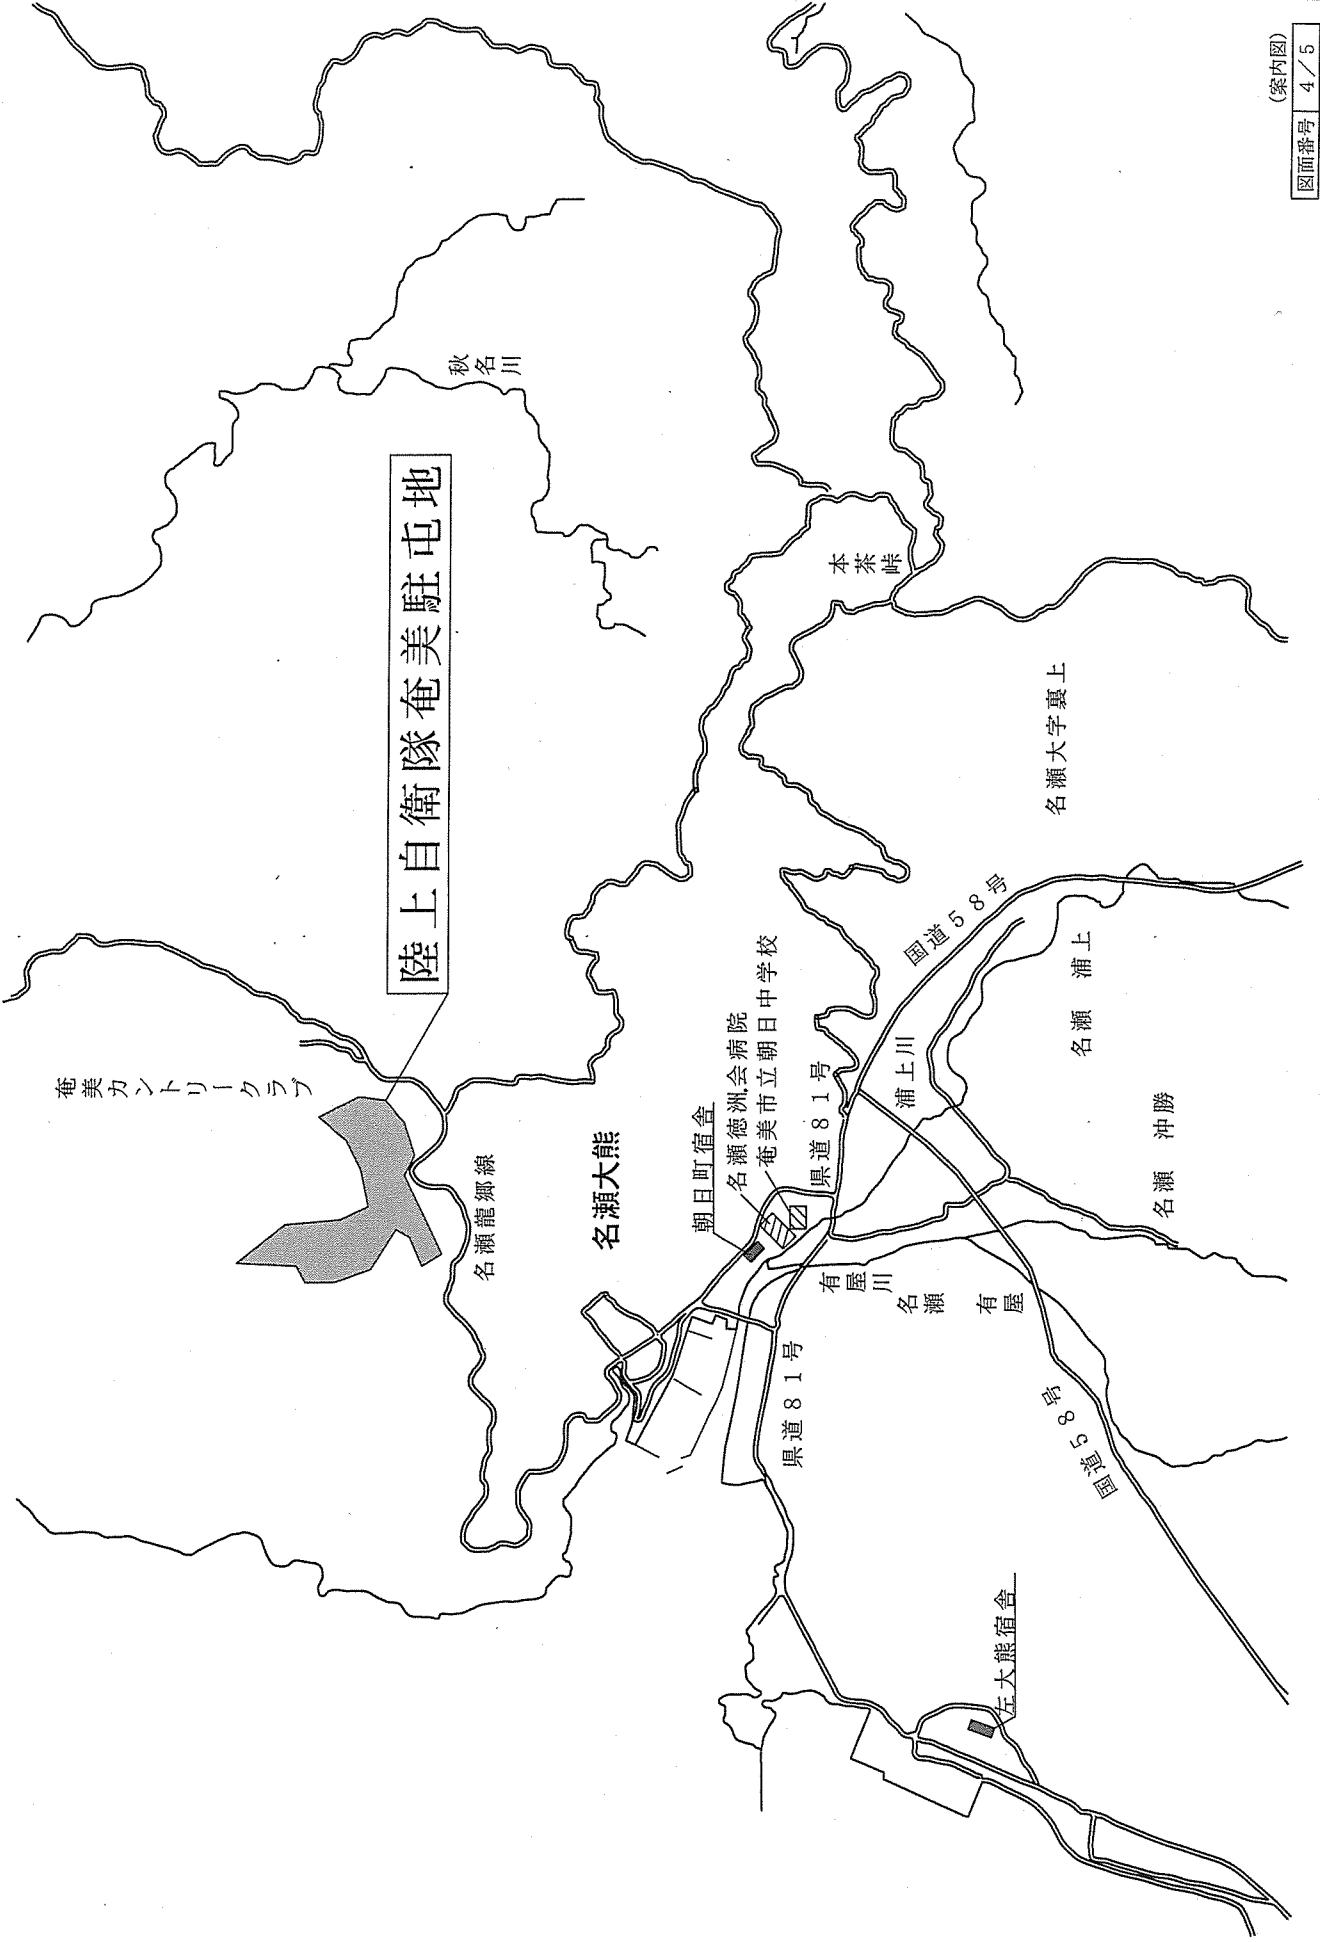 陸上自衛隊奄美駐屯地
奄美カントリークラブ
秋名川
名瀬龍郷線
名瀬大熊
本茶峠
朝日町宿舎
名瀬徳洲会病院
奄美市立朝日中学校
県道81号
国道58号
浦上川
名瀬大字裏上
名瀬 浦上
名瀬 沖勝
有屋川
名瀬 有屋
県道81号
国道58号
左大熊宿舎
(案内図)
図面番号 4/5